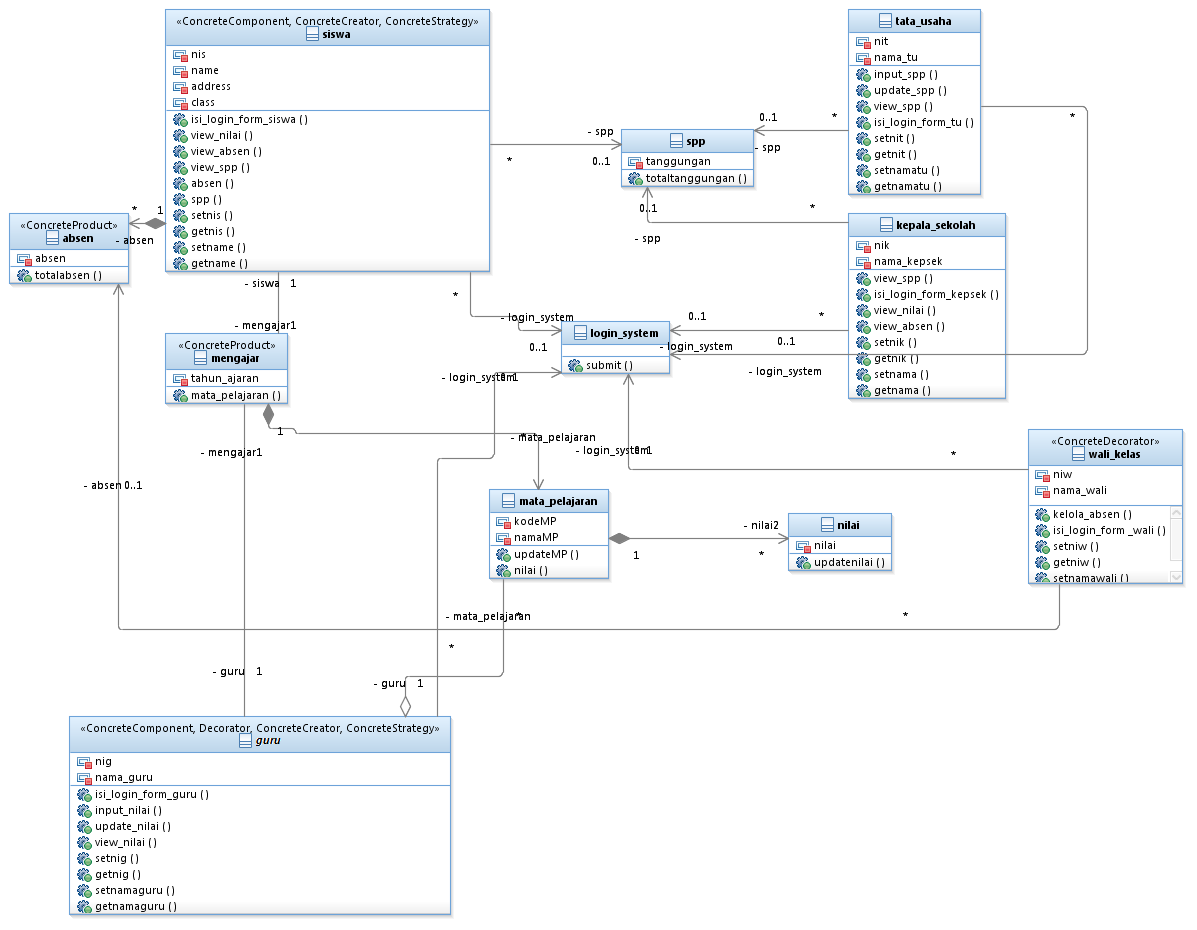 «ConcreteComponent, ConcreteCreator, ConcreteStrategy»
siswa
nis
name
address
class
isi_login_form_siswa ()
view_nilai ()
view_absen ()
view_spp ()
absen ()
spp ()
setnis ()
getnis ()
setname ()
getname ()
tata_usaha
nit
nama_tu
input_spp ()
update_spp ()
view_spp ()
isi_login_form_tu ()
setnit ()
getnit ()
setnamatu ()
getnamatu ()
- spp
*
0..1
spp
tanggungan
totaltanggungan ()
0..1
*
- spp
*
0..1
*
- spp
«ConcreteProduct»
absen
absen
totalabsen ()
*
1
- absen
kepala_sekolah
nik
nama_kepsek
view_spp ()
isi_login_form_kepsek ()
view_nilai ()
view_absen ()
setnik ()
getnik ()
setnama ()
getnama ()
- siswa 1
- mengajar1
*
- login_system
0..1
login_system
submit ()
0..1
*
- login_system
0..1
- login_system
- login_system
0..1
«ConcreteProduct»
mengajar
tahun_ajaran
mata_pelajaran ()
1
- mata_pelajaran
- mengajar1
- login_system
0..1
*
- absen 0..1
«ConcreteDecorator»
wali_kelas
niw
nama_wali
kelola_absen ()
isi_login_form _wali ()
setniw ()
getniw ()
setnamawali ()
mata_pelajaran
kodeMP
namaMP
updateMP ()
nilai ()
1
- nilai2
*
nilai
nilai
updatenilai ()
- mata_pelajaran
*
*
*
- guru 1
- guru 1
«ConcreteComponent, Decorator, ConcreteCreator, ConcreteStrategy»
guru
nig
nama_guru
isi_login_form_guru ()
input_nilai ()
update_nilai ()
view_nilai ()
setnig ()
getnig ()
setnamaguru ()
getnamaguru ()